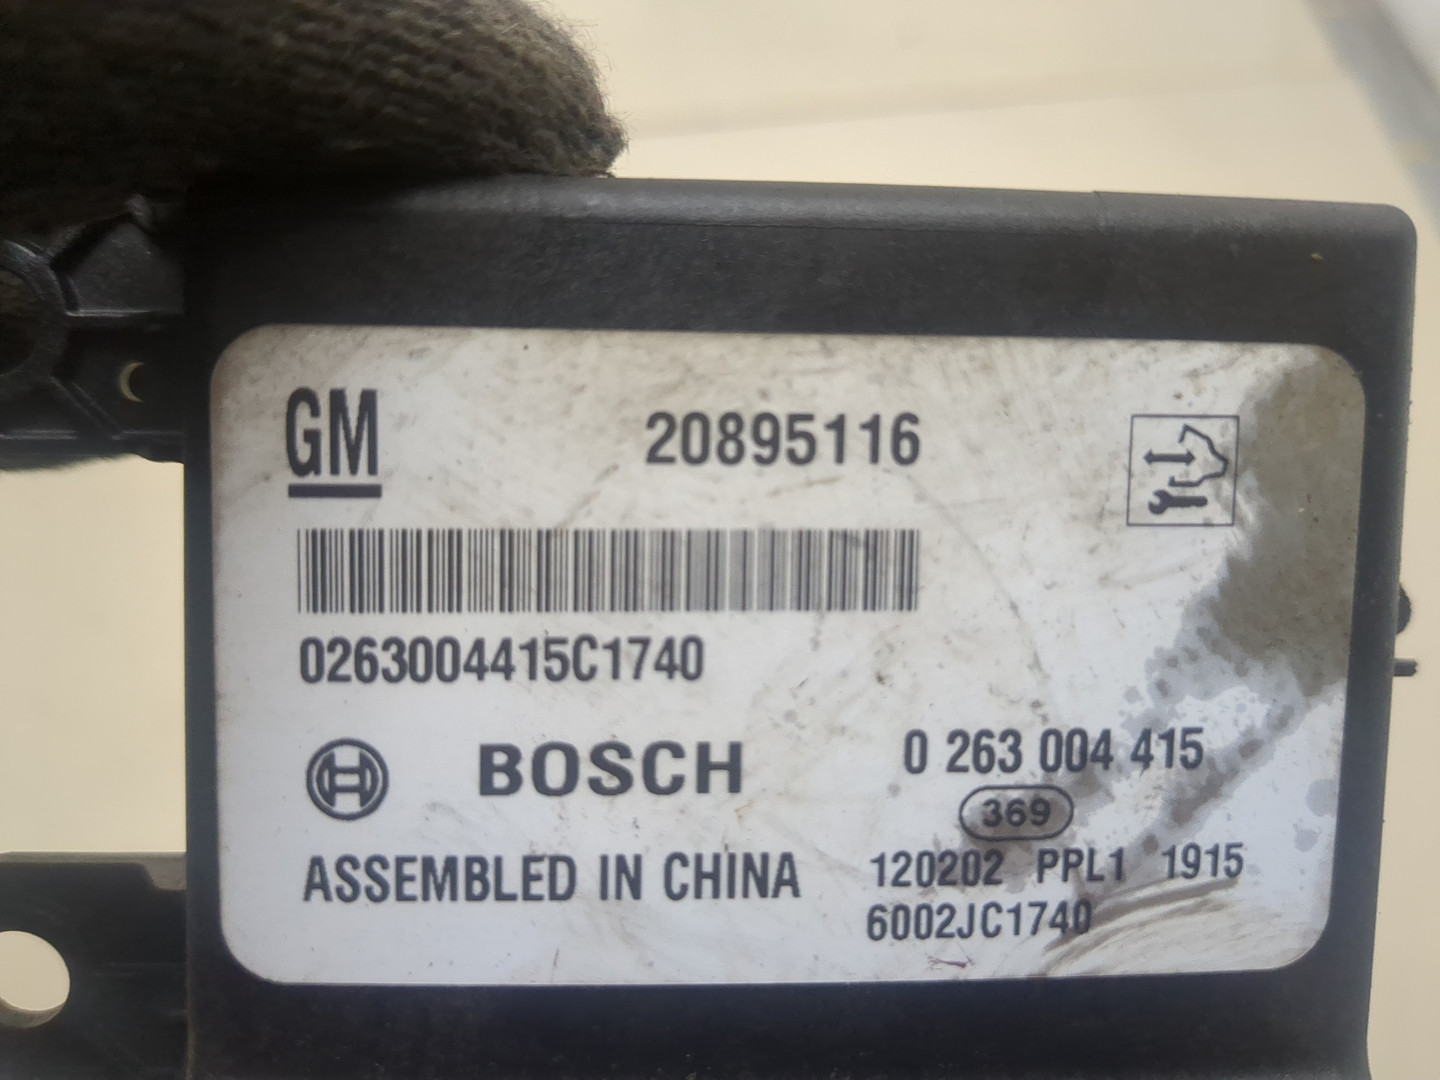 GM 20895116
0263004415C1740
BOSCH 0 263 004 415
369
ASSEMBLED IN CHINA 120202 PPL1 1915
6002JC1740